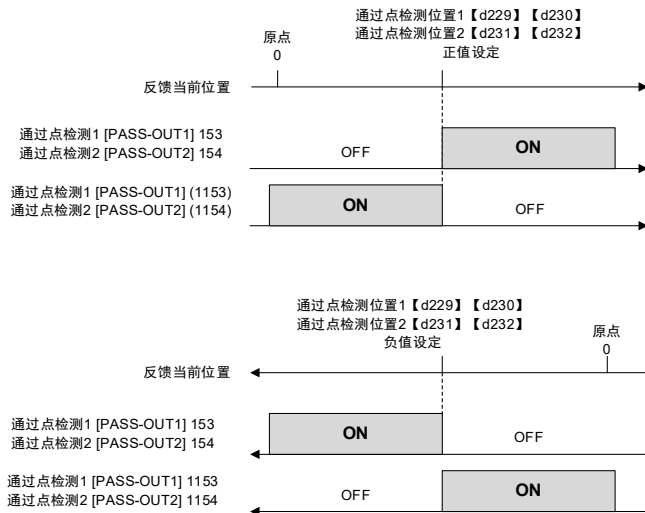 通过点检测位置1【d229】【d230】
通过点检测位置2【d231】【d232】
正值设定
原点
0
反馈当前位置
通过点检测1 [PASS-OUT1] 153
通过点检测2 [PASS-OUT2] 154
OFF
ON
通过点检测1 [PASS-OUT1] (1153)
通过点检测2 [PASS-OUT2] (1154)
ON
OFF
通过点检测位置1【d229】【d230】
通过点检测位置2【d231】【d232】
负值设定
原点
0
反馈当前位置
通过点检测1 [PASS-OUT1] 153
通过点检测2 [PASS-OUT2] 154
ON
OFF
通过点检测1 [PASS-OUT1] 1153
通过点检测2 [PASS-OUT2] 1154
OFF
ON